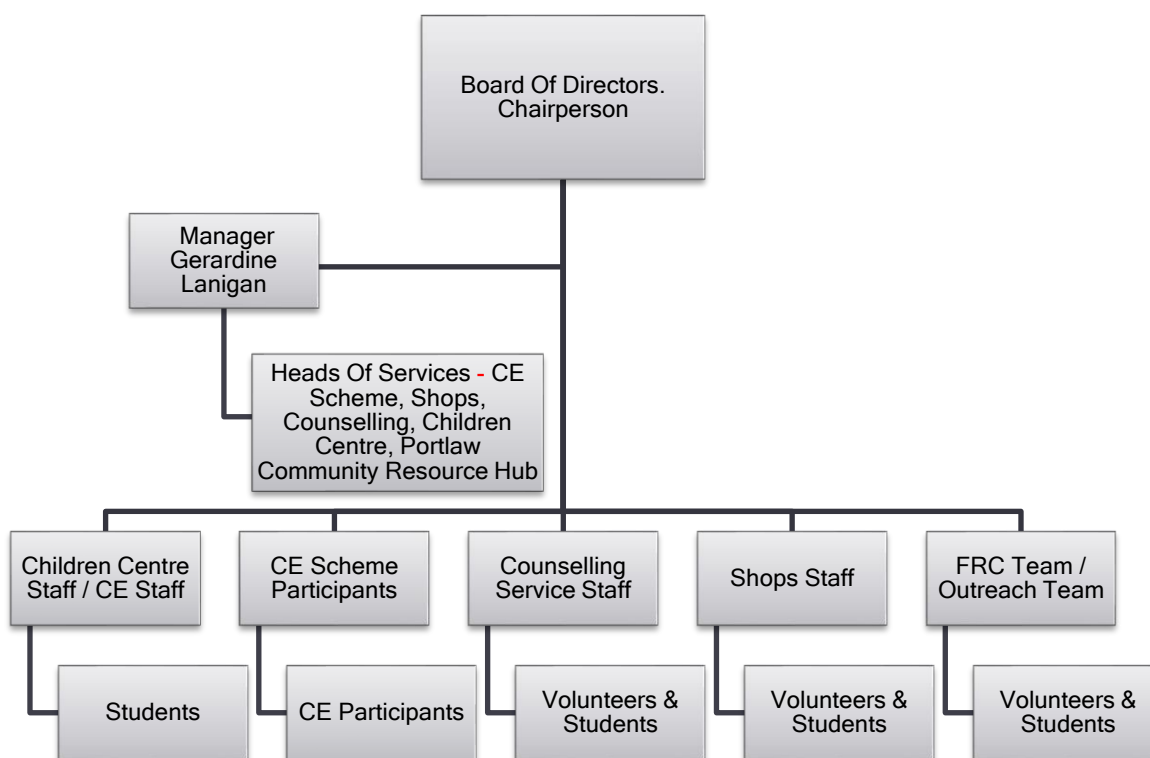 Board Of Directors.
Chairperson
Manager
Gerardine
Lanigan
Heads Of Services - CE
Scheme, Shops,
Counselling, Children
Centre, Portlaw
Community Resource Hub
Children Centre
Staff / CE Staff
CE Scheme
Participants
Counselling
Service Staff
Shops Staff
FRC Team /
Outreach Team
Students
CE Participants
Volunteers &
Students
Volunteers &
Students
Volunteers &
Students